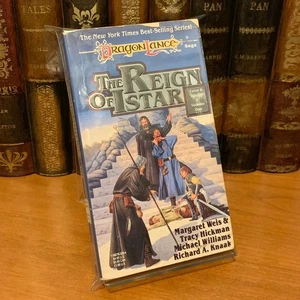 The New York Times Best-Selling Series!
DRAGONLANCE
Saga
THE REIGN
OF ISTAR
Margaret Weis &
Tracy Hickman
Michael Williams
Richard A. Knaak